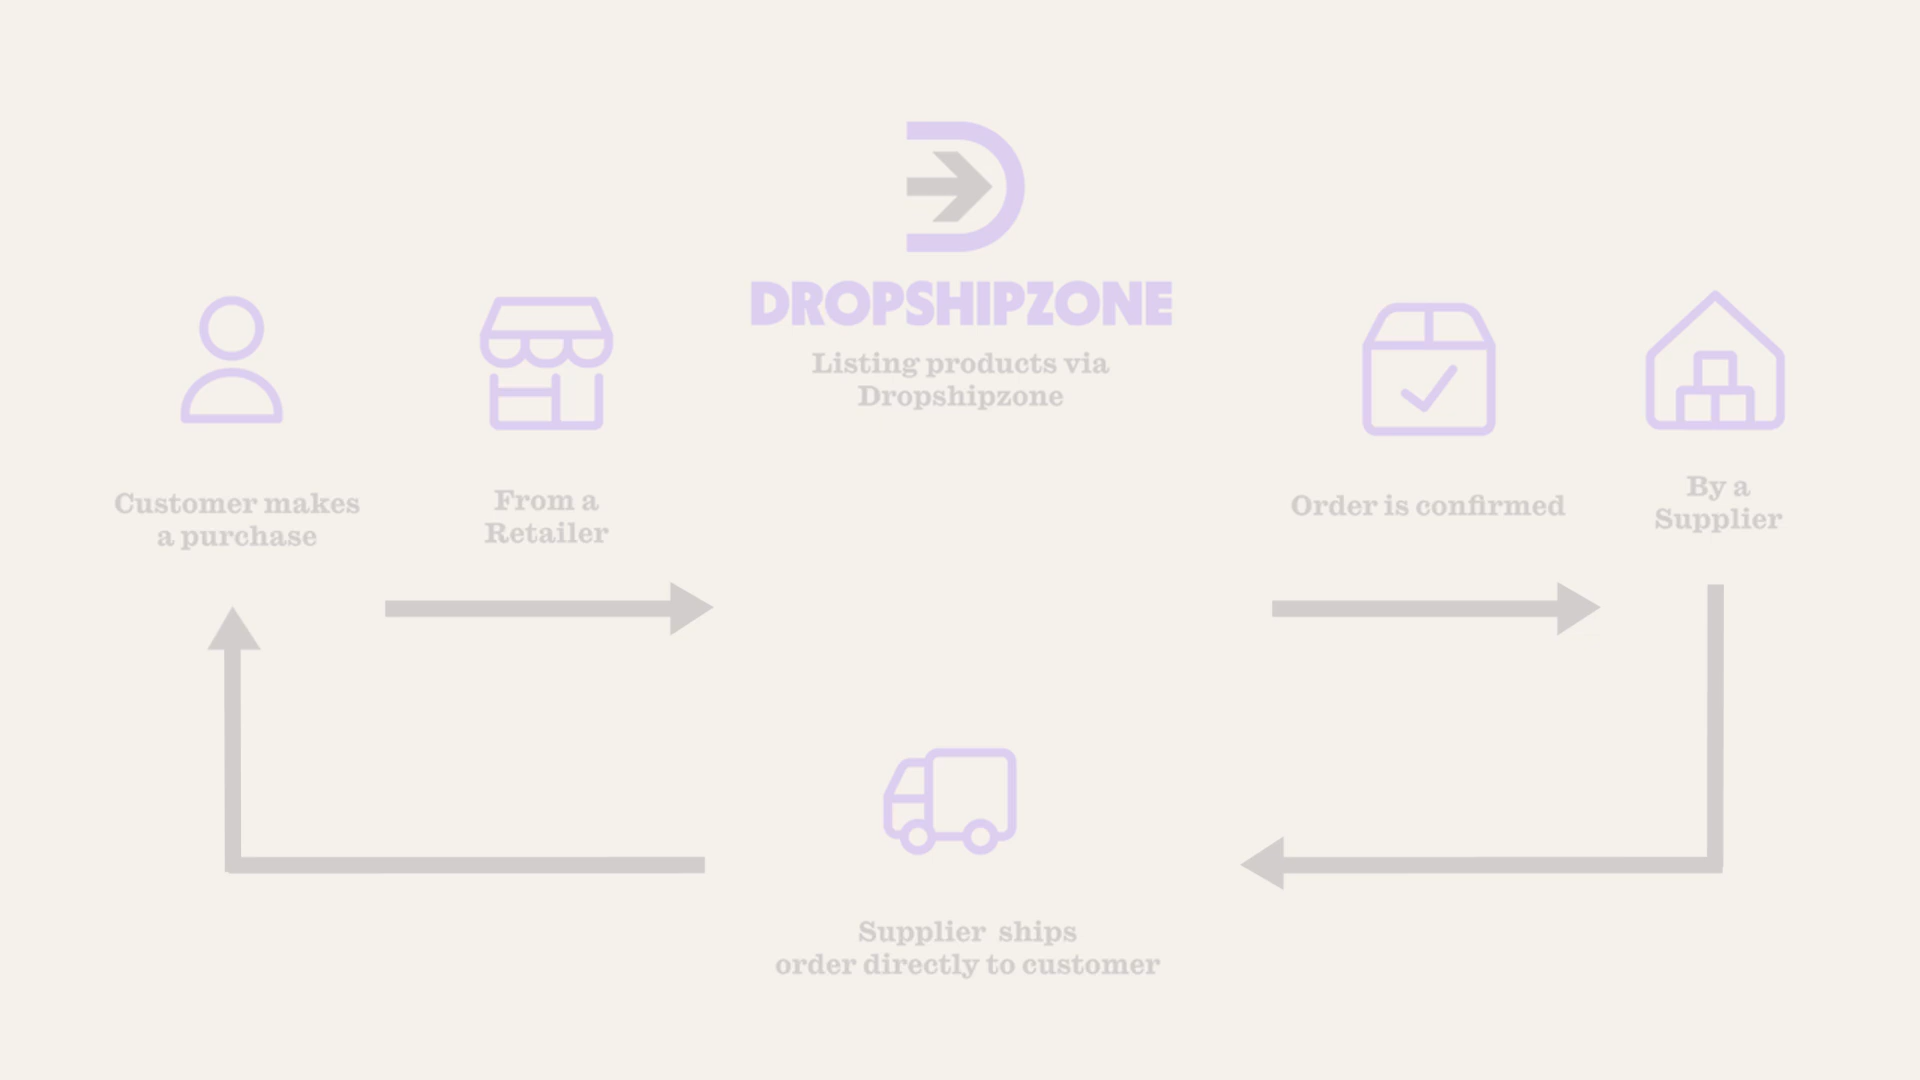 DROPSHIPZONE
Listing products via
Dropshipzone
Customer makes
a purchase
From a
Retailer
Order is confirmed
By a
Supplier
Supplier ships
order directly to customer